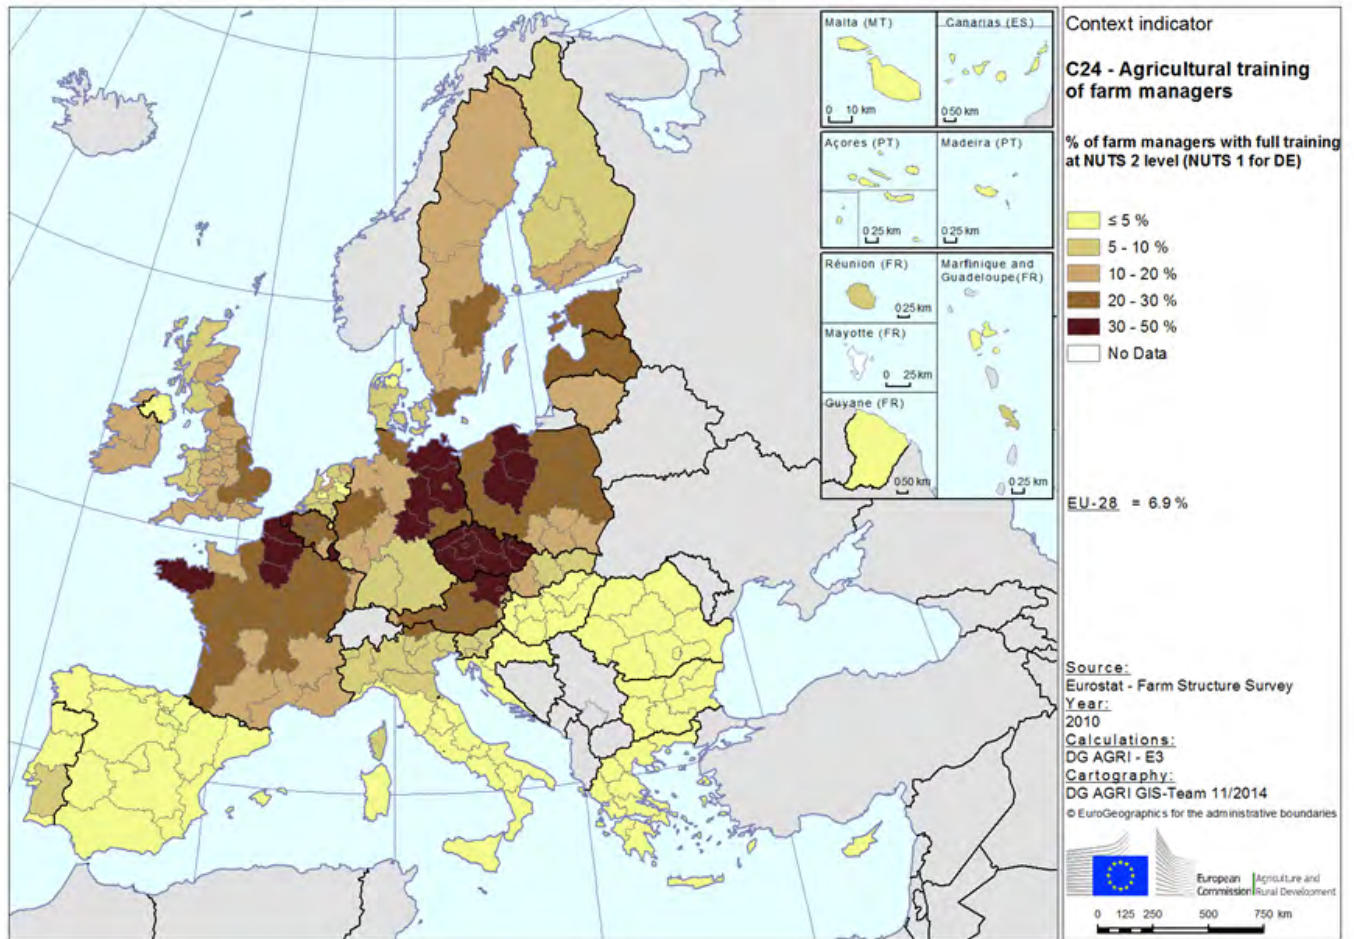 Malta (MT)
0 10 km
Canarias (ES)
0 50 km
Açores (PT)
0 25 km
Madeira (PT)
0 25 km
Réunion (FR)
0 25 km
Martinique and
Guadeloupe(FR)
0 25 km
Mayotte (FR)
0 25 km
Guyane (FR)
0 50 km
Context indicator
C24 - Agricultural training
of farm managers
% of farm managers with full training
at NUTS 2 level (NUTS 1 for DE)
≤ 5 %
5 - 10 %
10 - 20 %
20 - 30 %
30 - 50 %
No Data
EU-28 = 6.9 %
Source:
Eurostat - Farm Structure Survey
Year:
2010
Calculations:
DG AGRI - E3
Cartography:
DG AGRI GIS-Team 11/2014
© EuroGeographics for the administrative boundaries
European
Commission
Agriculture and
Rural Development
0 125 250 500 750 km